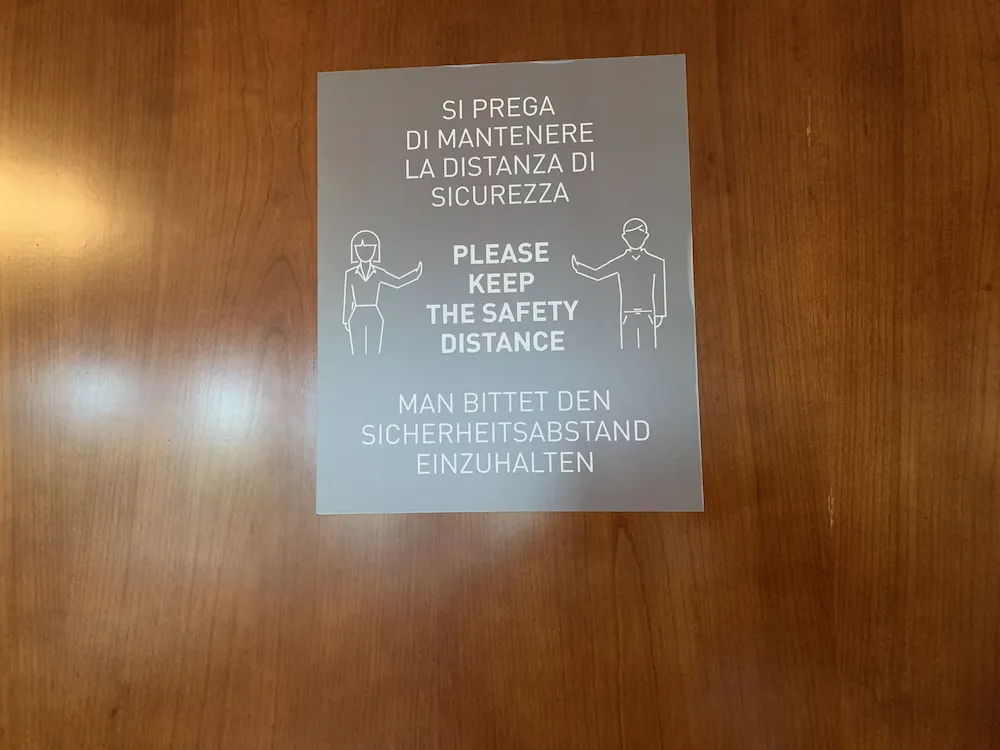 SI PREGA
DI MANTENERE
LA DISTANZA DI
SICUREZZA
PLEASE
KEEP
THE SAFETY
DISTANCE
MAN BITTET DEN
SICHERHEITSABSTAND
EINZUHALTEN